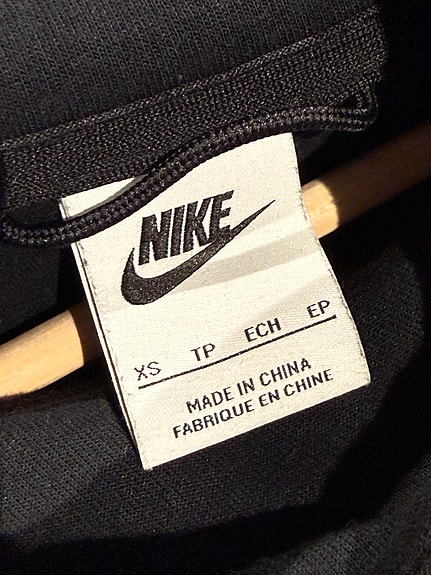 NIKE
XS TP ECH EP
MADE IN CHINA
FABRIQUE EN CHINE